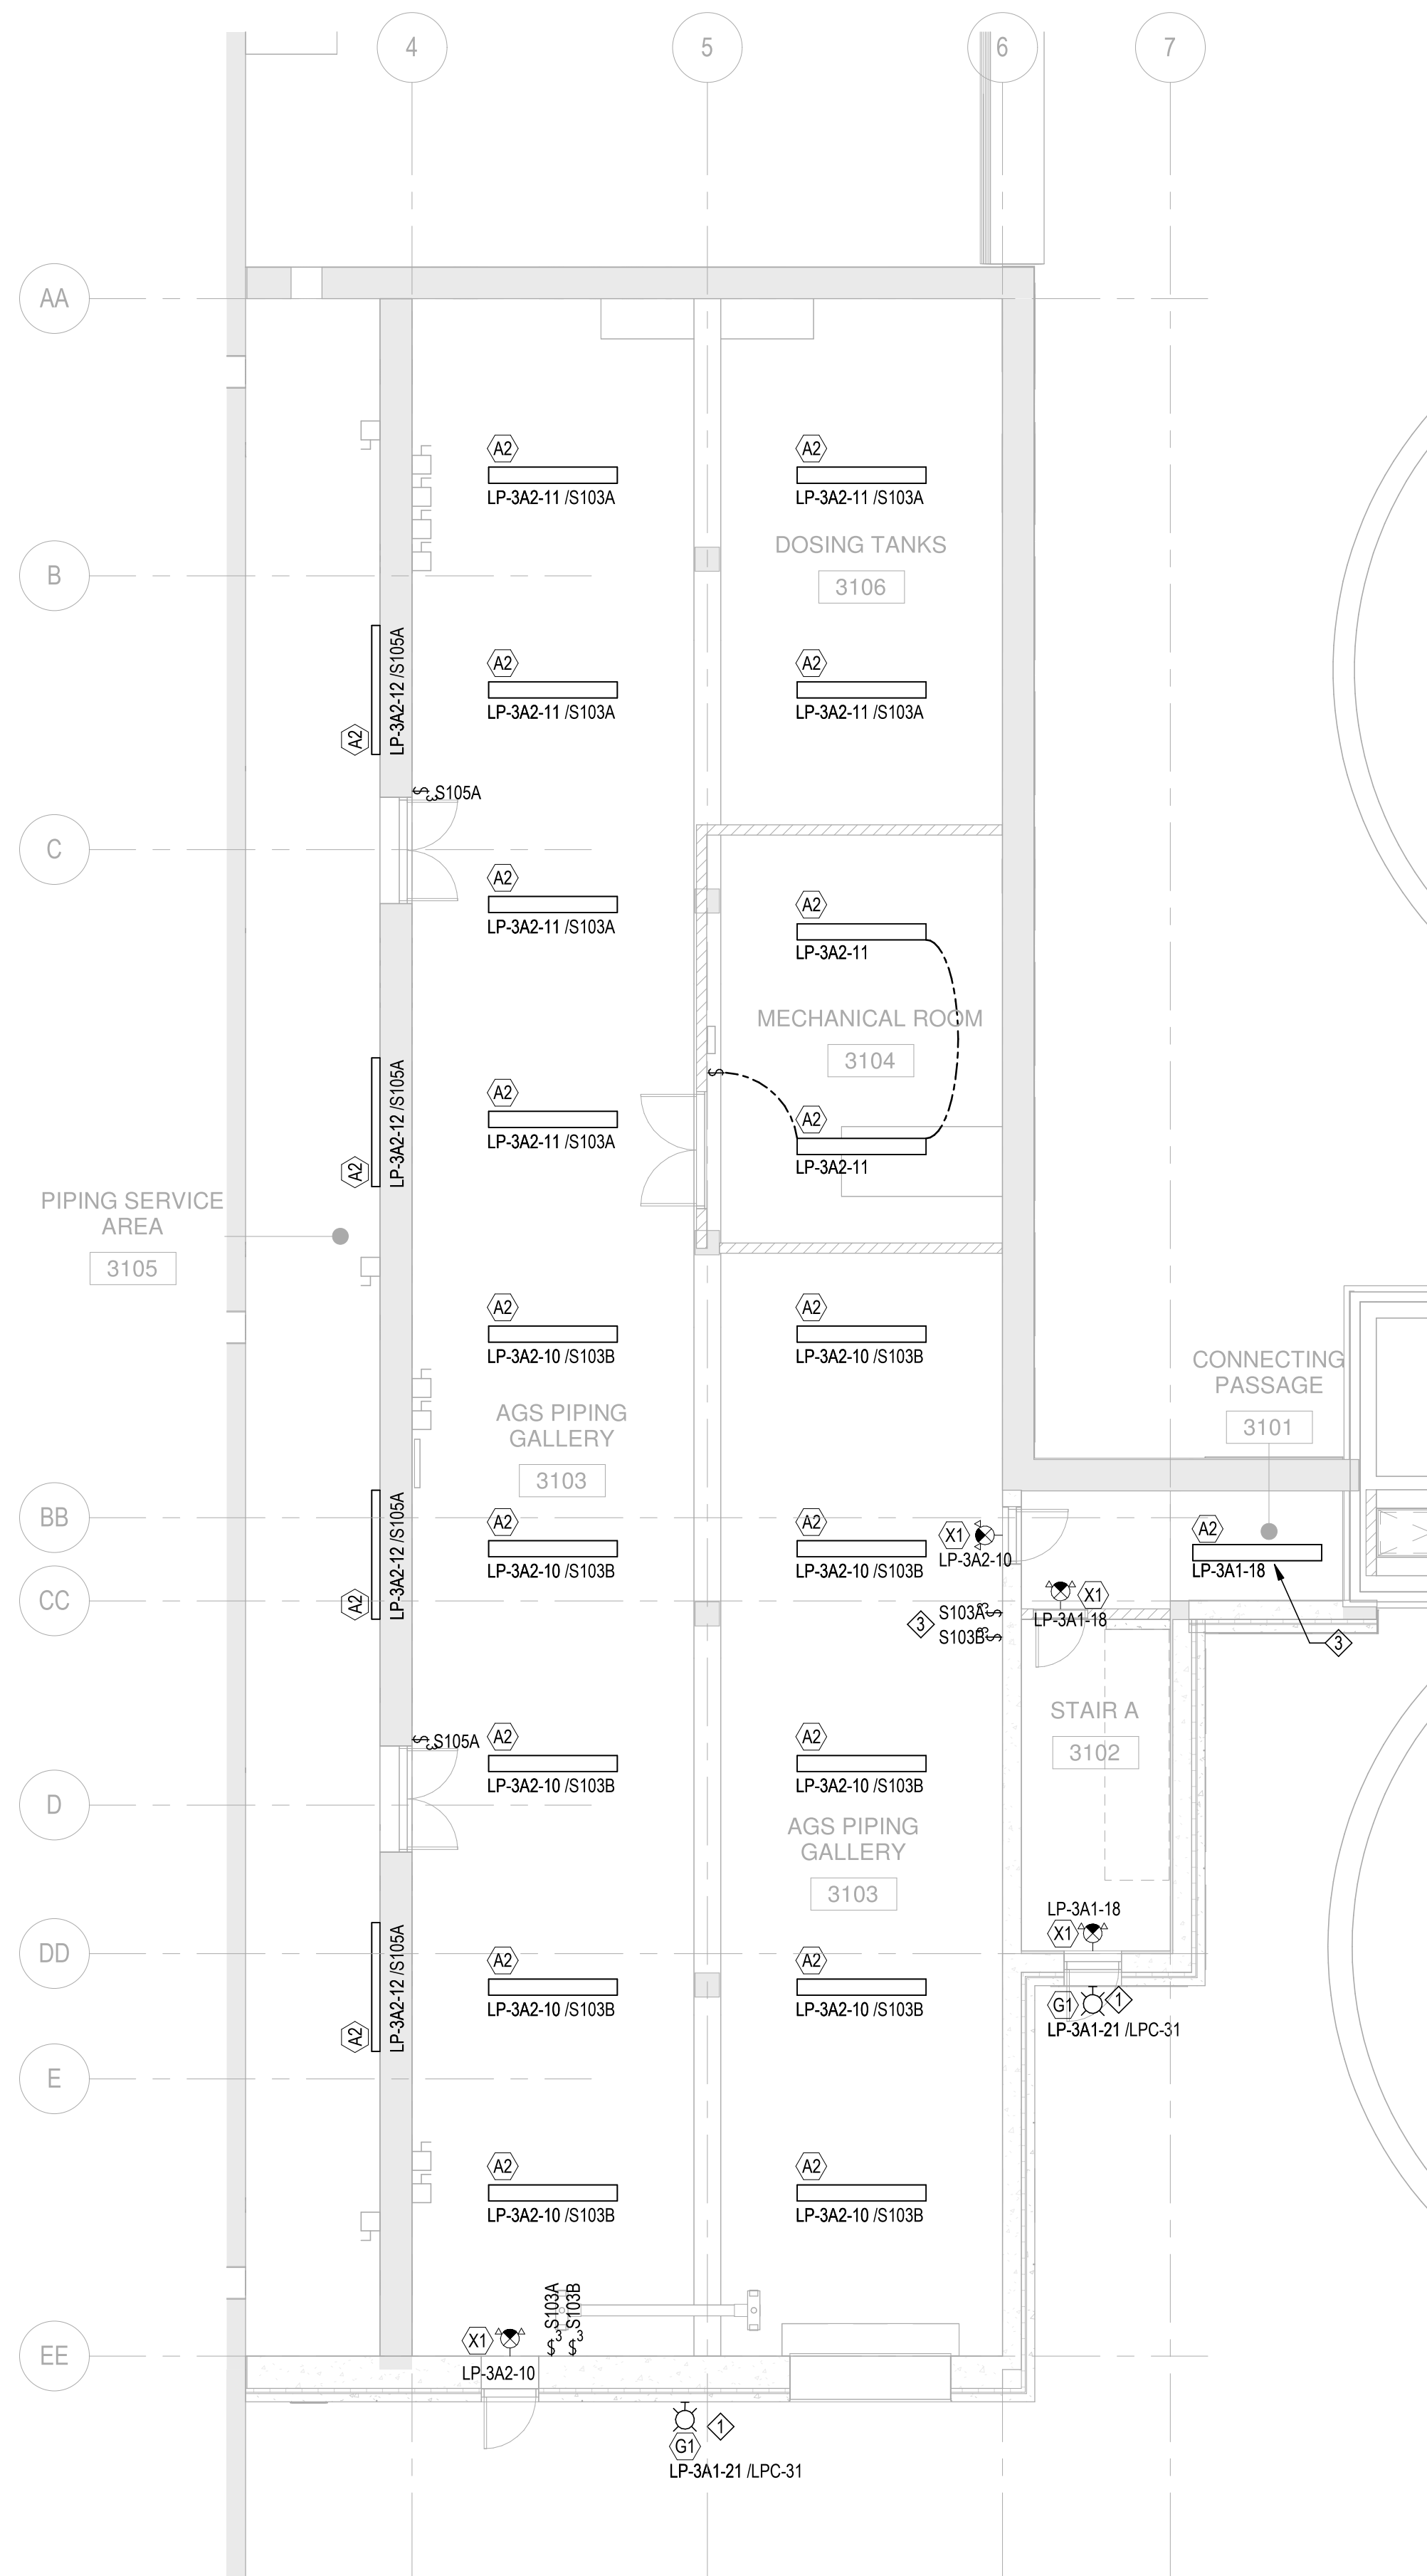 4
5
6
7
AA
A2
A2
LP-3A2-11 /S103A
LP-3A2-11 /S103A
DOSING TANKS
3106
B
A2
A2
LP-3A2-11 /S103A
LP-3A2-11 /S103A
LP-3A2-12 /S105A
A2
S105A
3
C
A2
LP-3A2-11 /S103A
A2
LP-3A2-11
MECHANICAL ROOM
3104
A2
LP-3A2-11 /S103A
A2
LP-3A2-11
LP-3A2-12 /S105A
A2
PIPING SERVICE
AREA
3105
A2
LP-3A2-10 /S103B
A2
LP-3A2-10 /S103B
CONNECTING
PASSAGE
3101
AGS PIPING
GALLERY
3103
BB
A2
LP-3A2-10 /S103B
A2
LP-3A2-10 /S103B
X1
LP-3A2-10
A2
LP-3A1-18
LP-3A2-12 /S105A
A2
CC
X1
LP-3A1-18
3
S103A
3
S103B
3
3
STAIR A
3102
S105A
3
A2
LP-3A2-10 /S103B
A2
LP-3A2-10 /S103B
D
AGS PIPING
GALLERY
3103
LP-3A1-18
X1
DD
A2
LP-3A2-10 /S103B
A2
LP-3A2-10 /S103B
LP-3A2-12 /S105A
A2
G1
1
LP-3A1-21 /LPC-31
E
A2
LP-3A2-10 /S103B
A2
LP-3A2-10 /S103B
S103A
S103B
3
3
X1
LP-3A2-10
EE
1
G1
LP-3A1-21 /LPC-31